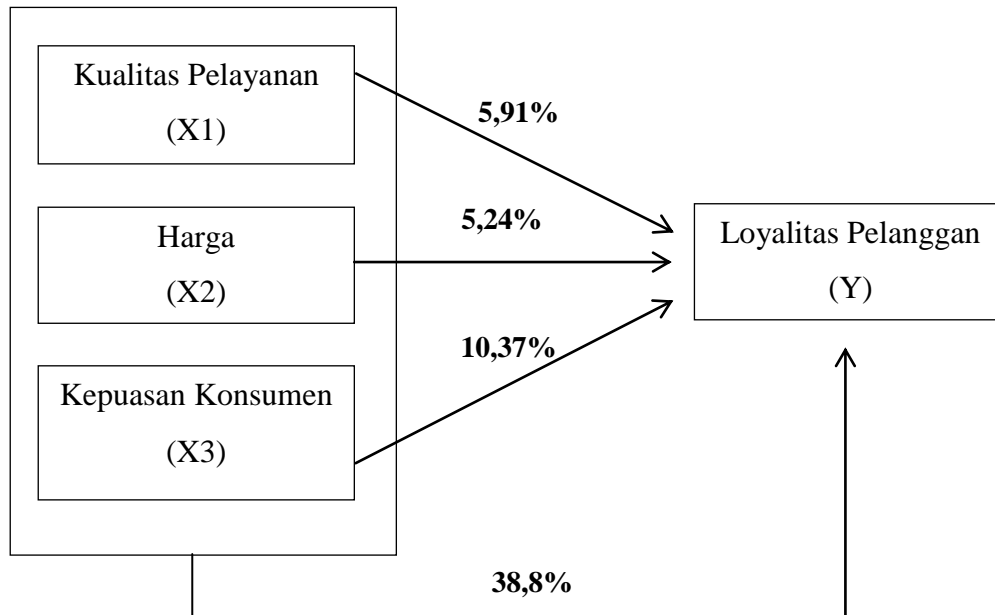 Kualitas Pelayanan
(X1)
5,91%
Harga
(X2)
5,24%
Loyalitas Pelanggan
(Y)
Kepuasan Konsumen
(X3)
10,37%
38,8%